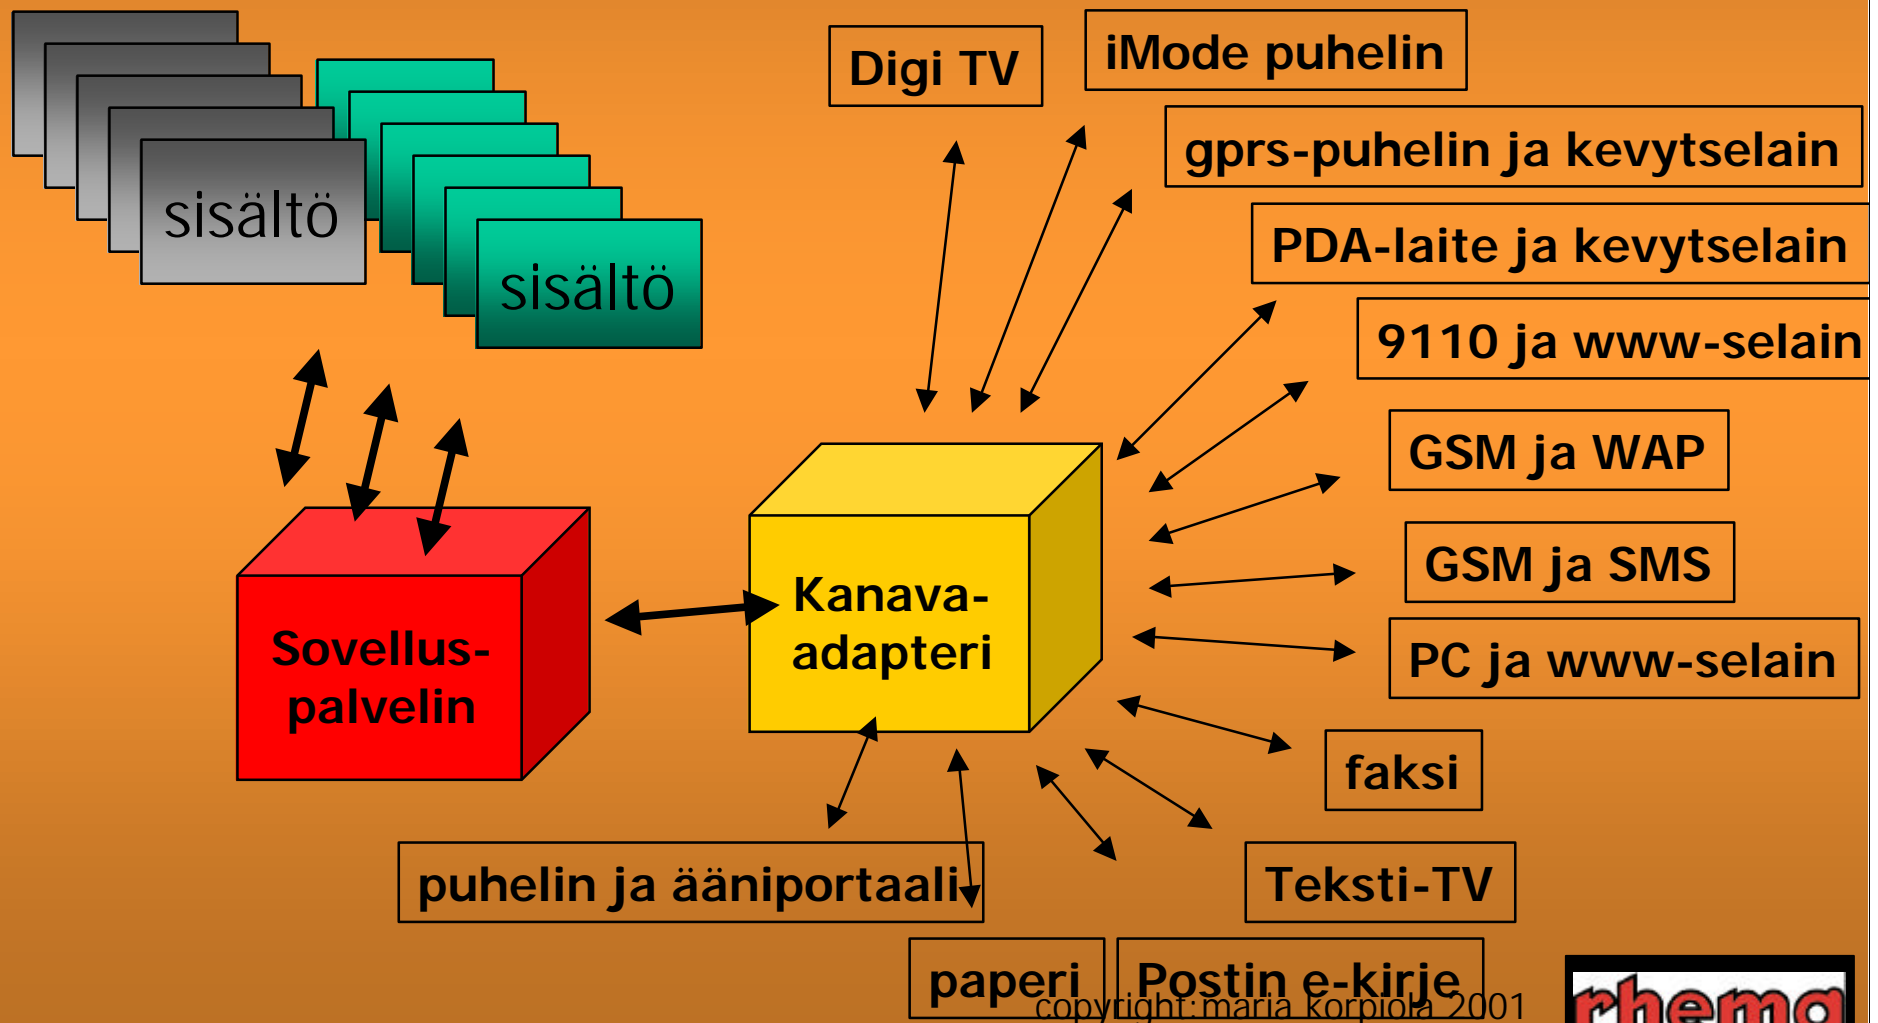 Digi TV
iMode puhelin
gprs-puhelin ja kevytselain
PDA-laite ja kevytselain
9110 ja www-selain
GSM ja WAP
GSM ja SMS
PC ja www-selain
faksi
Teksti-TV
Postin e-kirje
paperi
puhelin ja ääniportaali
sisältö
sisältö
Sovellus-
palvelin
Kanava-
adapteri
copyright:maria korpiola 2001
rhema